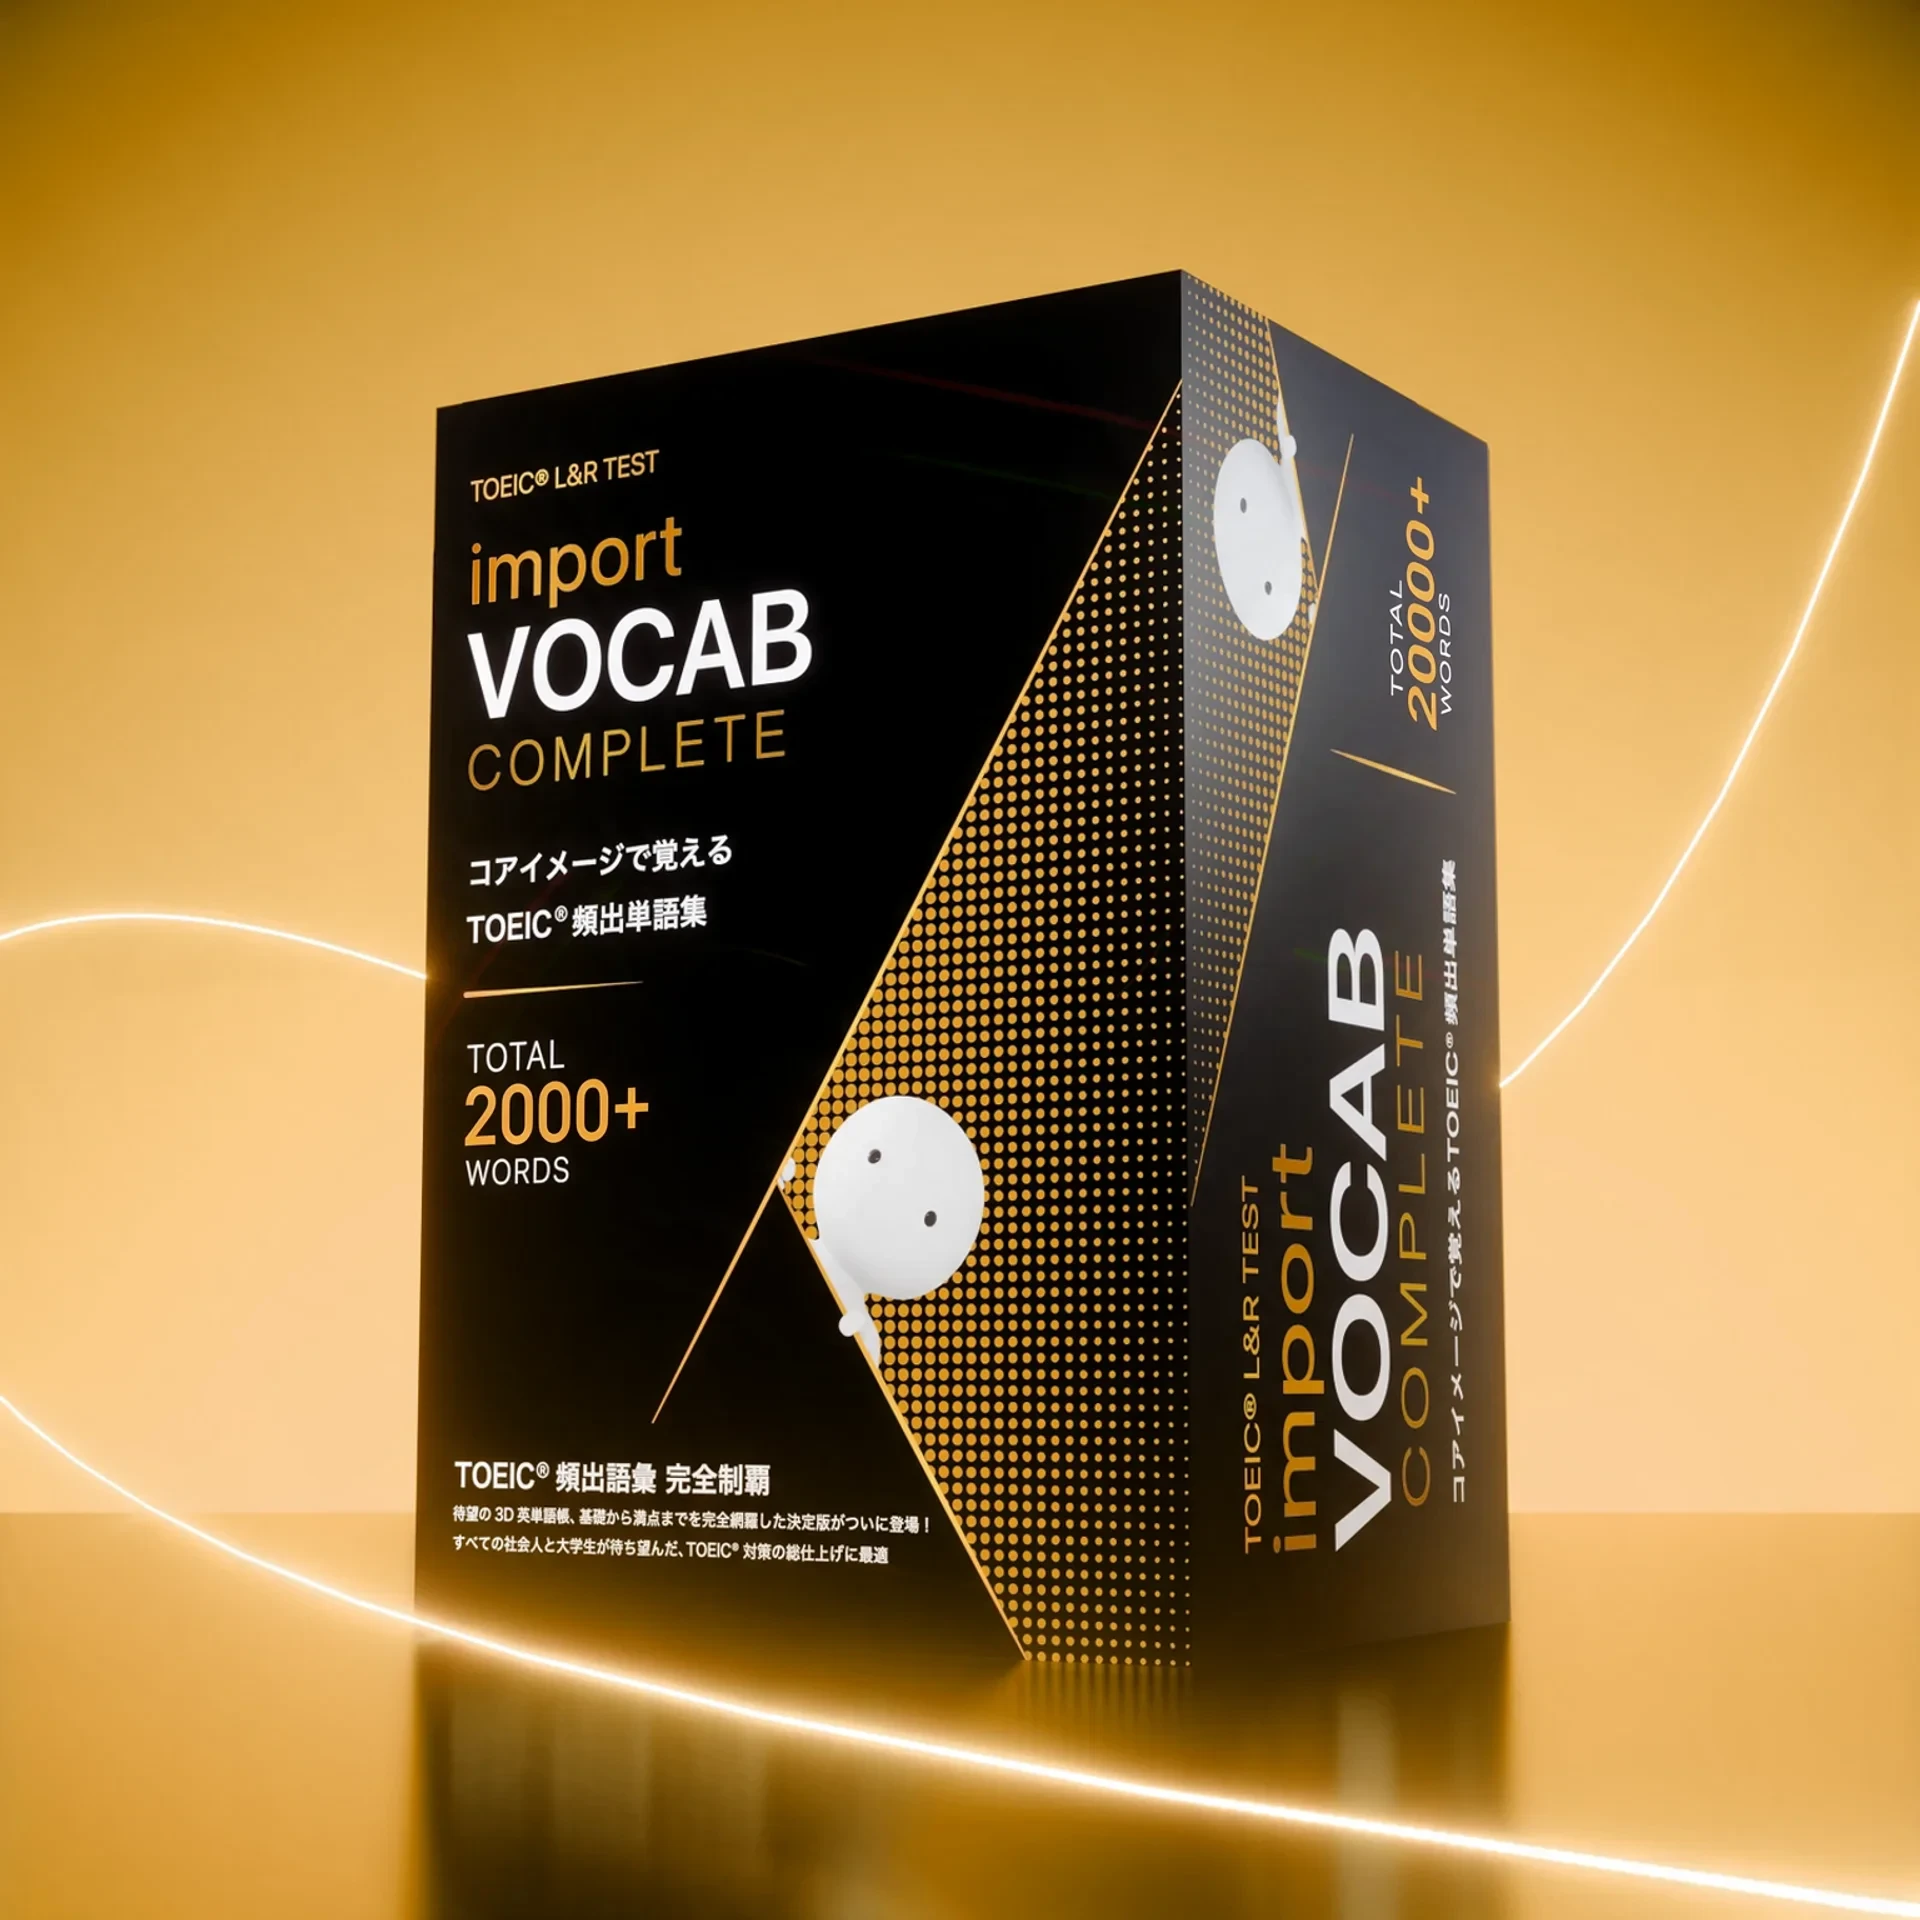 TOEIC® L&R TEST
import
VOCAB
COMPLETE
コアイメージで覚える
TOEIC® 頻出単語集
TOTAL
2000+
WORDS
TOEIC® 頻出語彙 完全制覇
待望の 3D 英単語帳、基礎から満点までを完全網羅した決定版がついに登場！
すべての社会人と大学生が待ち望んだ、TOEIC® 対策の総仕上げに最適
TOEIC® L&R TEST
import
VOCAB
COMPLETE
コアイメージで覚えるTOEIC® 頻出単語集
TOTAL
20000+
WORDS